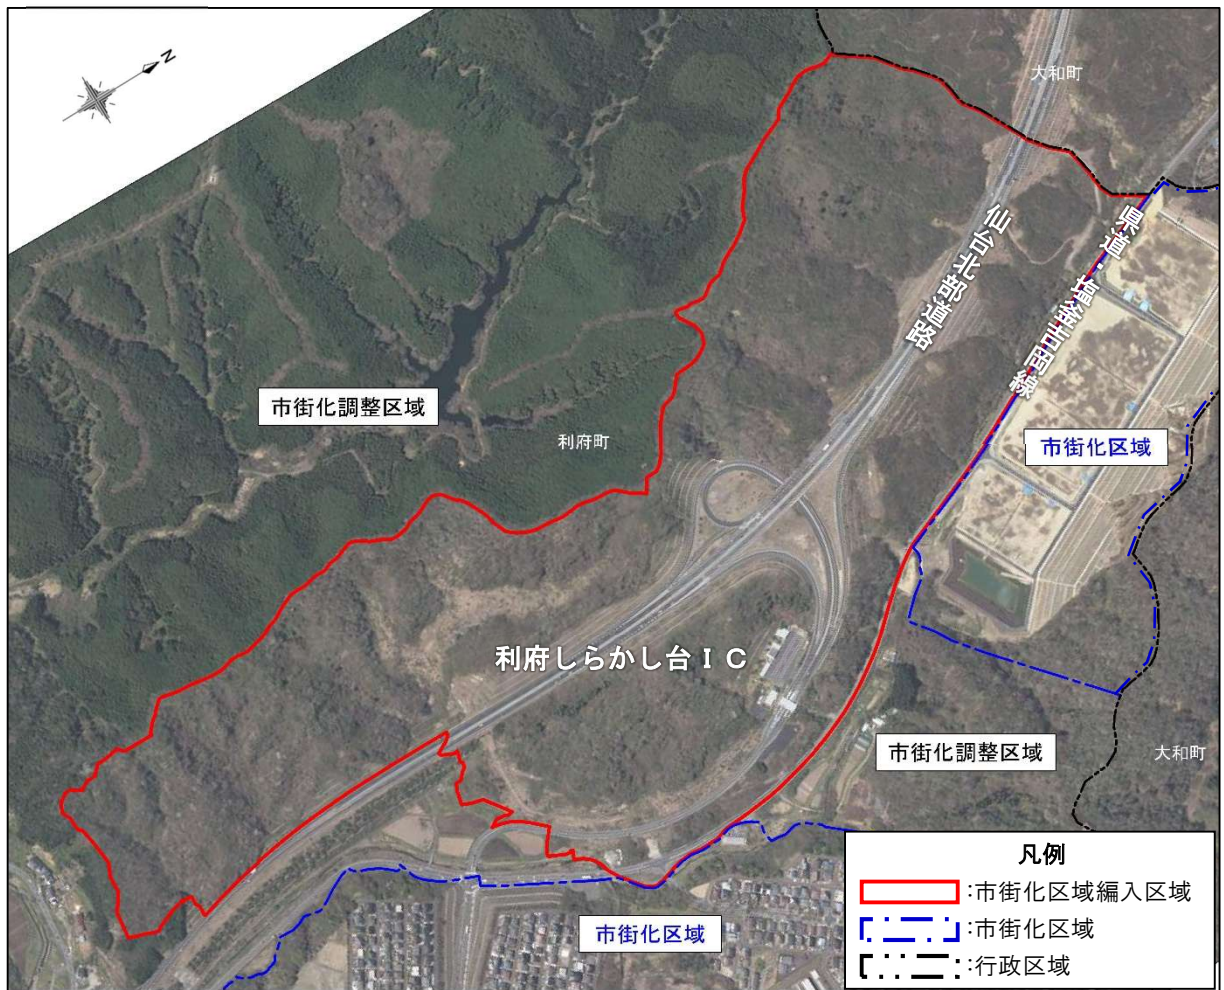 N
大和町
仙台北部道路
県道・塩釜吉岡線
市街化調整区域
利府町
市街化区域
利府しらかし台IC
市街化調整区域
大和町
市街化区域
凡例
:市街化区域編入区域
:市街化区域
:行政区域